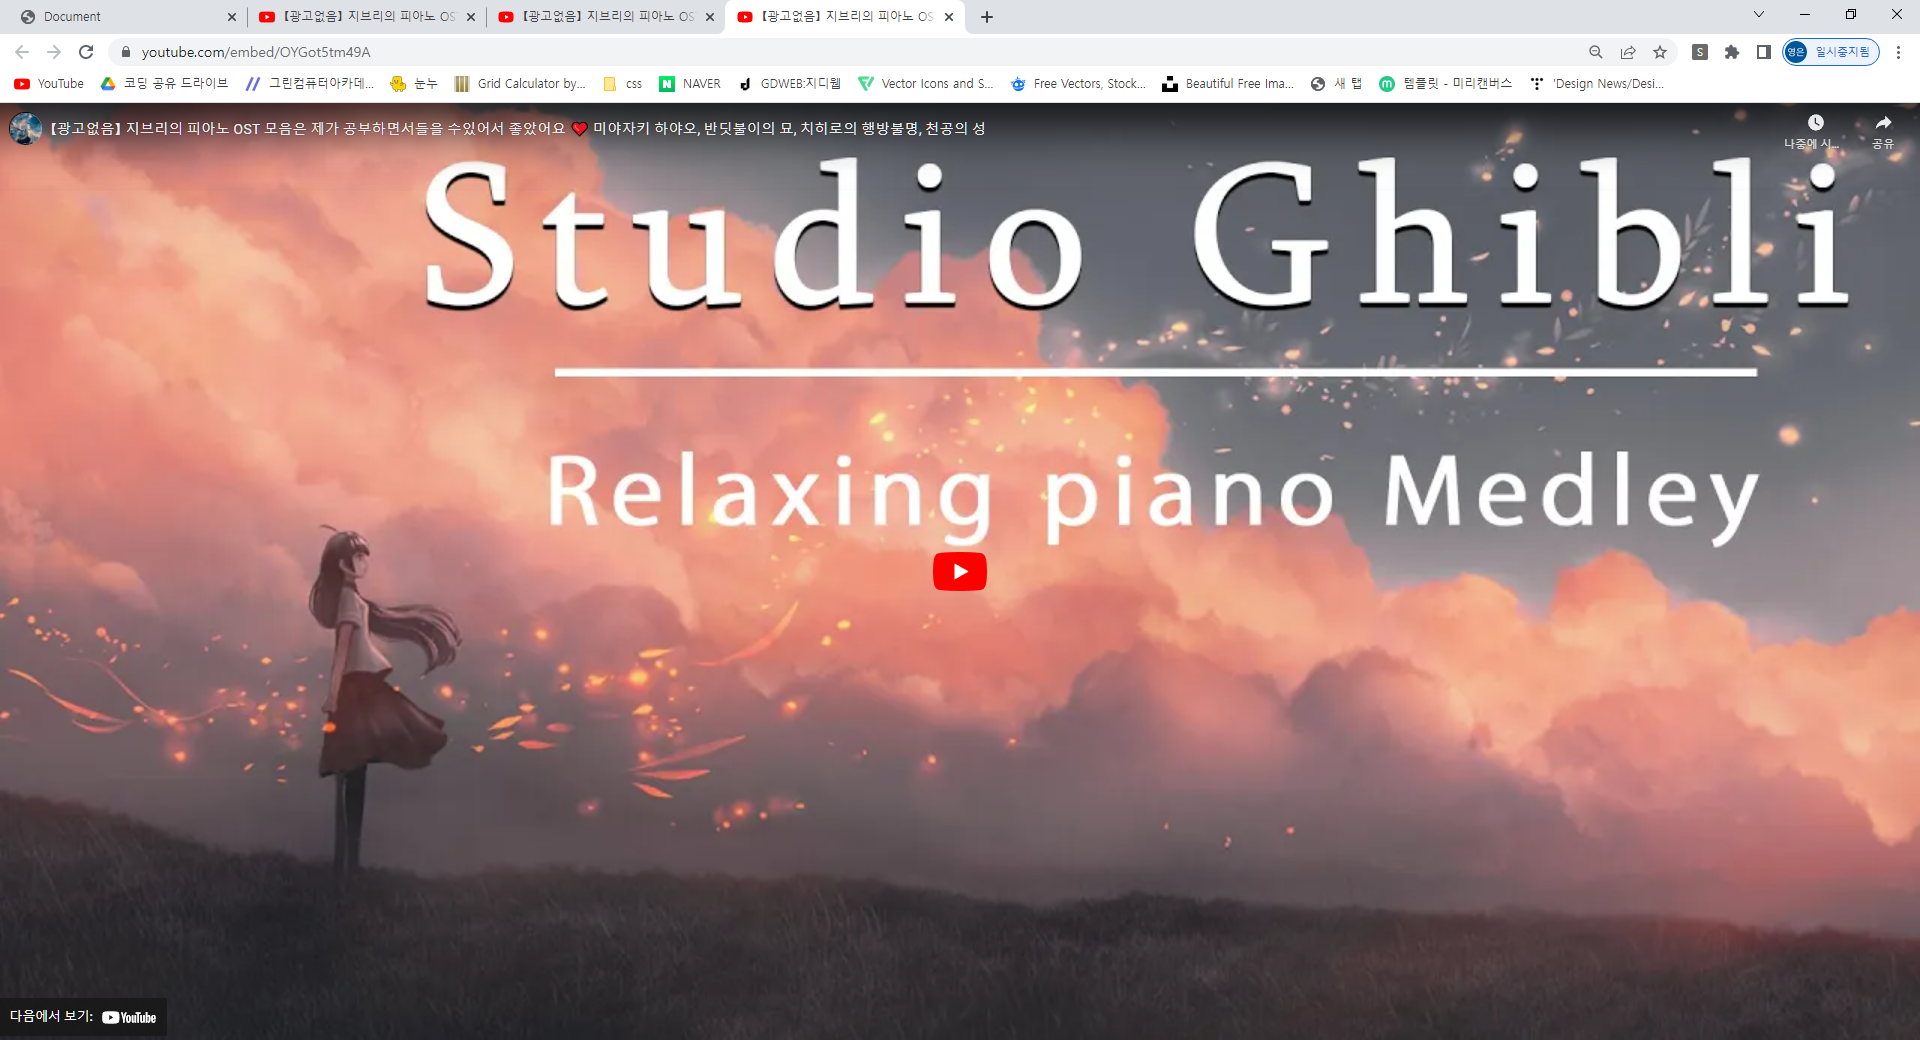 Document
【광고없음】 지브리의 피아노 OS
【광고없음】 지브리의 피아노 OS
【광고없음】 지브리의 피아노 OS
youtube.com/embed/OYGot5tm49A
S
영은 일시중지됨
YouTube 코딩 공유 드라이브 그린컴퓨터아카데... 눈누 Grid Calculator by... css NAVER GDWEB:지디웹 Vector Icons and S... Free Vectors, Stock... Beautiful Free Ima... 새 탭 템플릿 - 미리캔버스 'Design News/Desi...
【광고없음】 지브리의 피아노 OST 모음은 제가 공부하면서들을 수있어서 좋았어요 ❤️ 미야자키 하야오, 반딧불이의 묘, 치히로의 행방불명, 천공의 성
나중에 시... 공유
Studio Ghibli
Relaxing piano Medley
다음에서 보기: YouTube